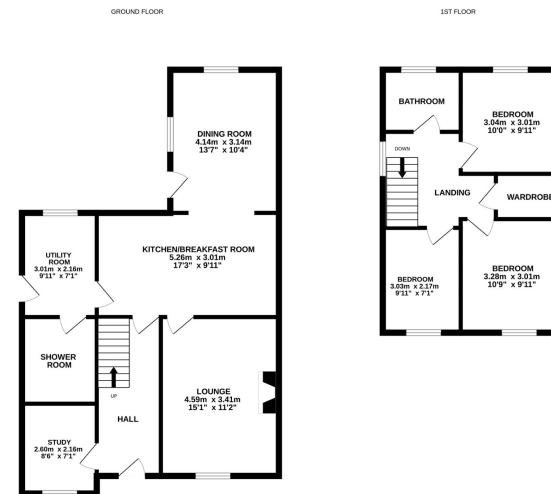 GROUND FLOOR
DINING ROOM
4.14m x 3.14m
13'7" x 10'4"
KITCHEN/BREAKFAST ROOM
5.26m x 3.01m
17'3" x 9'11"
UTILITY
ROOM
3.01m x 2.16m
9'11" x 7'1"
SHOWER
ROOM
UP
HALL
LOUNGE
4.59m x 3.41m
15'1" x 11'2"
STUDY
2.60m x 2.16m
8'6" x 7'1"
1ST FLOOR
BATHROOM
BEDROOM
3.04m x 3.01m
10'0" x 9'11"
DOWN
LANDING
WARDROBE
BEDROOM
3.03m x 2.17m
9'11" x 7'1"
BEDROOM
3.28m x 3.01m
10'9" x 9'11"